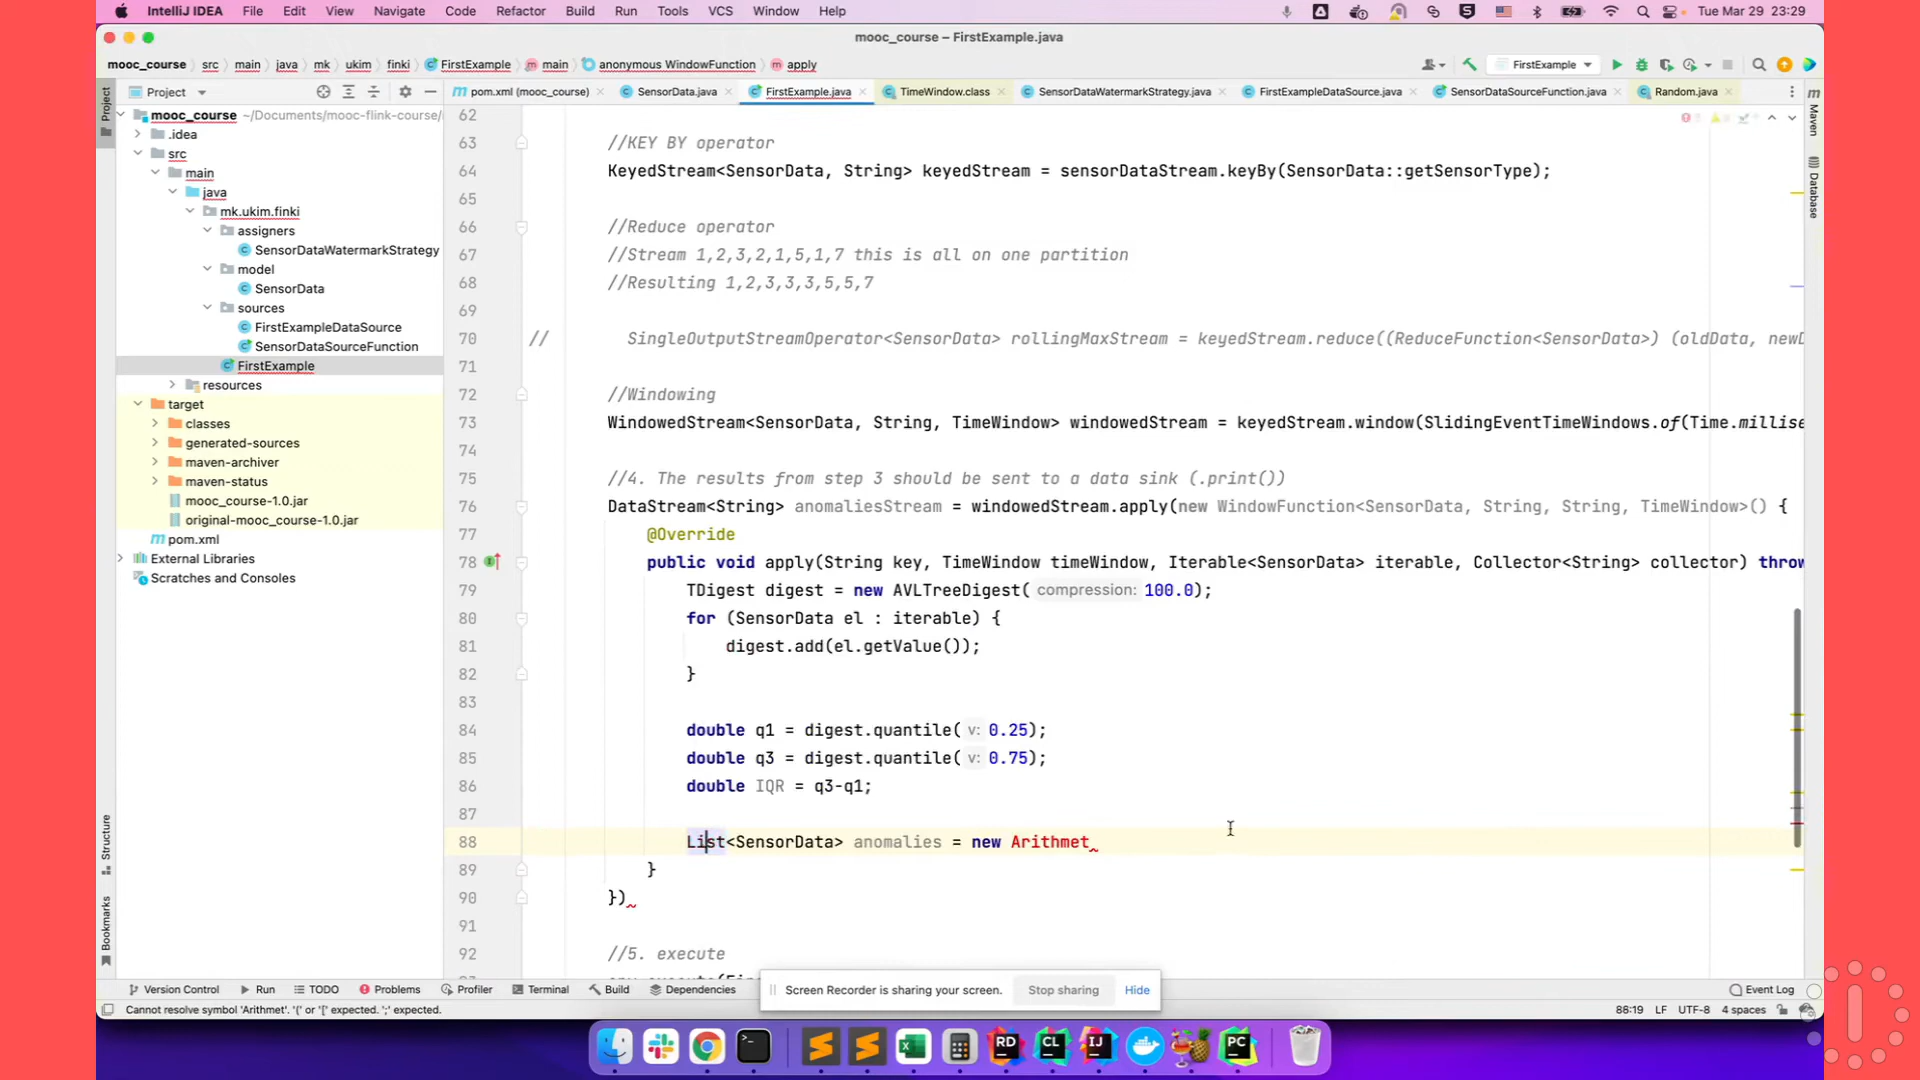 IntelliJ IDEA File Edit View Navigate Code Refactor Build Run Tools VCS Window Help Tue Mar 29 23:29
mooc_course – FirstExample.java
mooc_course src main java mk ukim finki FirstExample main anonymous WindowFunction apply FirstExample
Project pom.xml (mooc_course) SensorData.java FirstExample.java TimeWindow.class SensorDataWatermarkStrategy.java FirstExampleDataSource.java SensorDataSourceFunction.java Random.java
Project
Maven
Database
Structure
Bookmarks
mooc_course ~/Documents/mooc-flink-course/
.idea
src
main
java
mk.ukim.finki
assigners
SensorDataWatermarkStrategy
model
SensorData
sources
FirstExampleDataSource
SensorDataSourceFunction
FirstExample
resources
target
classes
generated-sources
maven-archiver
maven-status
mooc_course-1.0.jar
original-mooc_course-1.0.jar
pom.xml
External Libraries
Scratches and Consoles
62
63 //KEY BY operator
64 KeyedStream<SensorData, String> keyedStream = sensorDataStream.keyBy(SensorData::getSensorType);
65
66 //Reduce operator
67 //Stream 1,2,3,2,1,5,1,7 this is all on one partition
68 //Resulting 1,2,3,3,3,5,5,7
69
70 // SingleOutputStreamOperator<SensorData> rollingMaxStream = keyedStream.reduce((ReduceFunction<SensorData>) (oldData, new
71
72 //Windowing
73 WindowedStream<SensorData, String, TimeWindow> windowedStream = keyedStream.window(SlidingEventTimeWindows.of(Time.millise
74
75 //4. The results from step 3 should be sent to a data sink (.print())
76 DataStream<String> anomaliesStream = windowedStream.apply(new WindowFunction<SensorData, String, String, TimeWindow>() {
77 @Override
78 public void apply(String key, TimeWindow timeWindow, Iterable<SensorData> iterable, Collector<String> collector) throw
79 TDigest digest = new AVLTreeDigest( compression: 100.0);
80 for (SensorData el : iterable) {
81 digest.add(el.getValue());
82 }
83
84 double q1 = digest.quantile( v: 0.25);
85 double q3 = digest.quantile( v: 0.75);
86 double IQR = q3-q1;
87
88 List<SensorData> anomalies = new Arithmet
89 }
90 })
91
92 //5. execute
Version Control Run TODO Problems Profiler Terminal Build Dependencies Event Log
Screen Recorder is sharing your screen. Stop sharing Hide
Cannot resolve symbol 'Arithmet'. '(' or '[' expected. ';' expected. 88:19 LF UTF-8 4 spaces
RD CL IJ PC